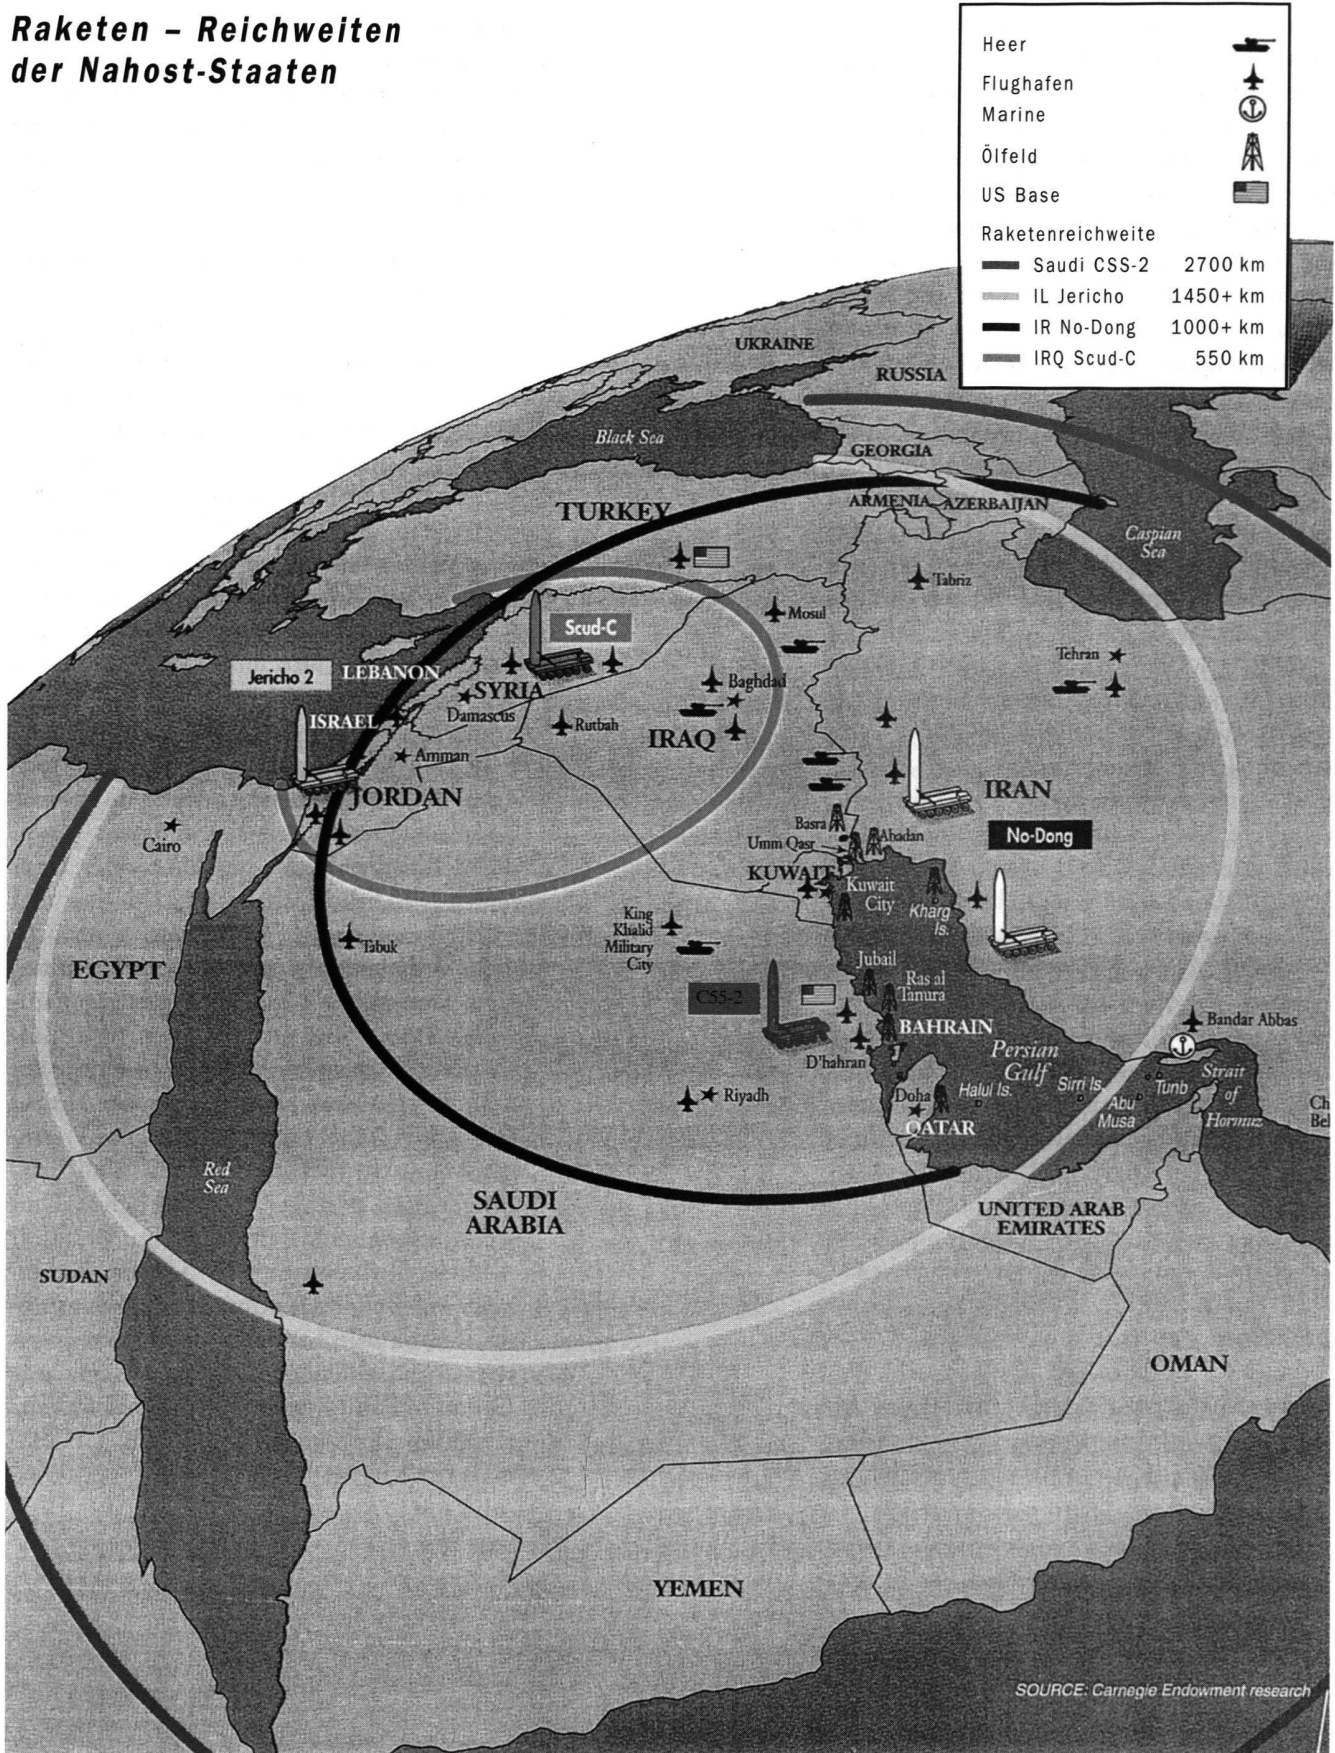 Raketen – Reichweiten
der Nahost-Staaten
Heer
Flughafen
Marine
Ölfeld
US Base
Raketenreichweite
Saudi CSS-2 2700 km
IL Jericho 1450+ km
IR No-Dong 1000+ km
IRQ Scud-C 550 km
UKRAINE
RUSSIA
Black Sea
GEORGIA
TURKEY
ARMENIA
AZERBAIJAN
Caspian
Sea
Tabriz
Mosul
Scud-C
Tehran
Jericho 2
LEBANON
SYRIA
Baghdad
Damascus
ISRAEL
Rutbah
IRAQ
Amman
JORDAN
IRAN
Cairo
Basra
Abadan
No-Dong
Umm Qasr
KUWAIT
Kuwait
City
Kharg
Is.
King
Khalid
Military
City
Tabuk
EGYPT
Jubail
Ras al
Tanura
C55-2
BAHRAIN
Bandar Abbas
Persian
Gulf
D'hahran
Strait
of
Hormuz
Halul Is.
Sirri Is.
Tunb
Abu
Musa
Riyadh
Doha
QATAR
Ch
Bel
Red
Sea
SAUDI
ARABIA
UNITED ARAB
EMIRATES
SUDAN
OMAN
YEMEN
SOURCE: Carnegie Endowment research